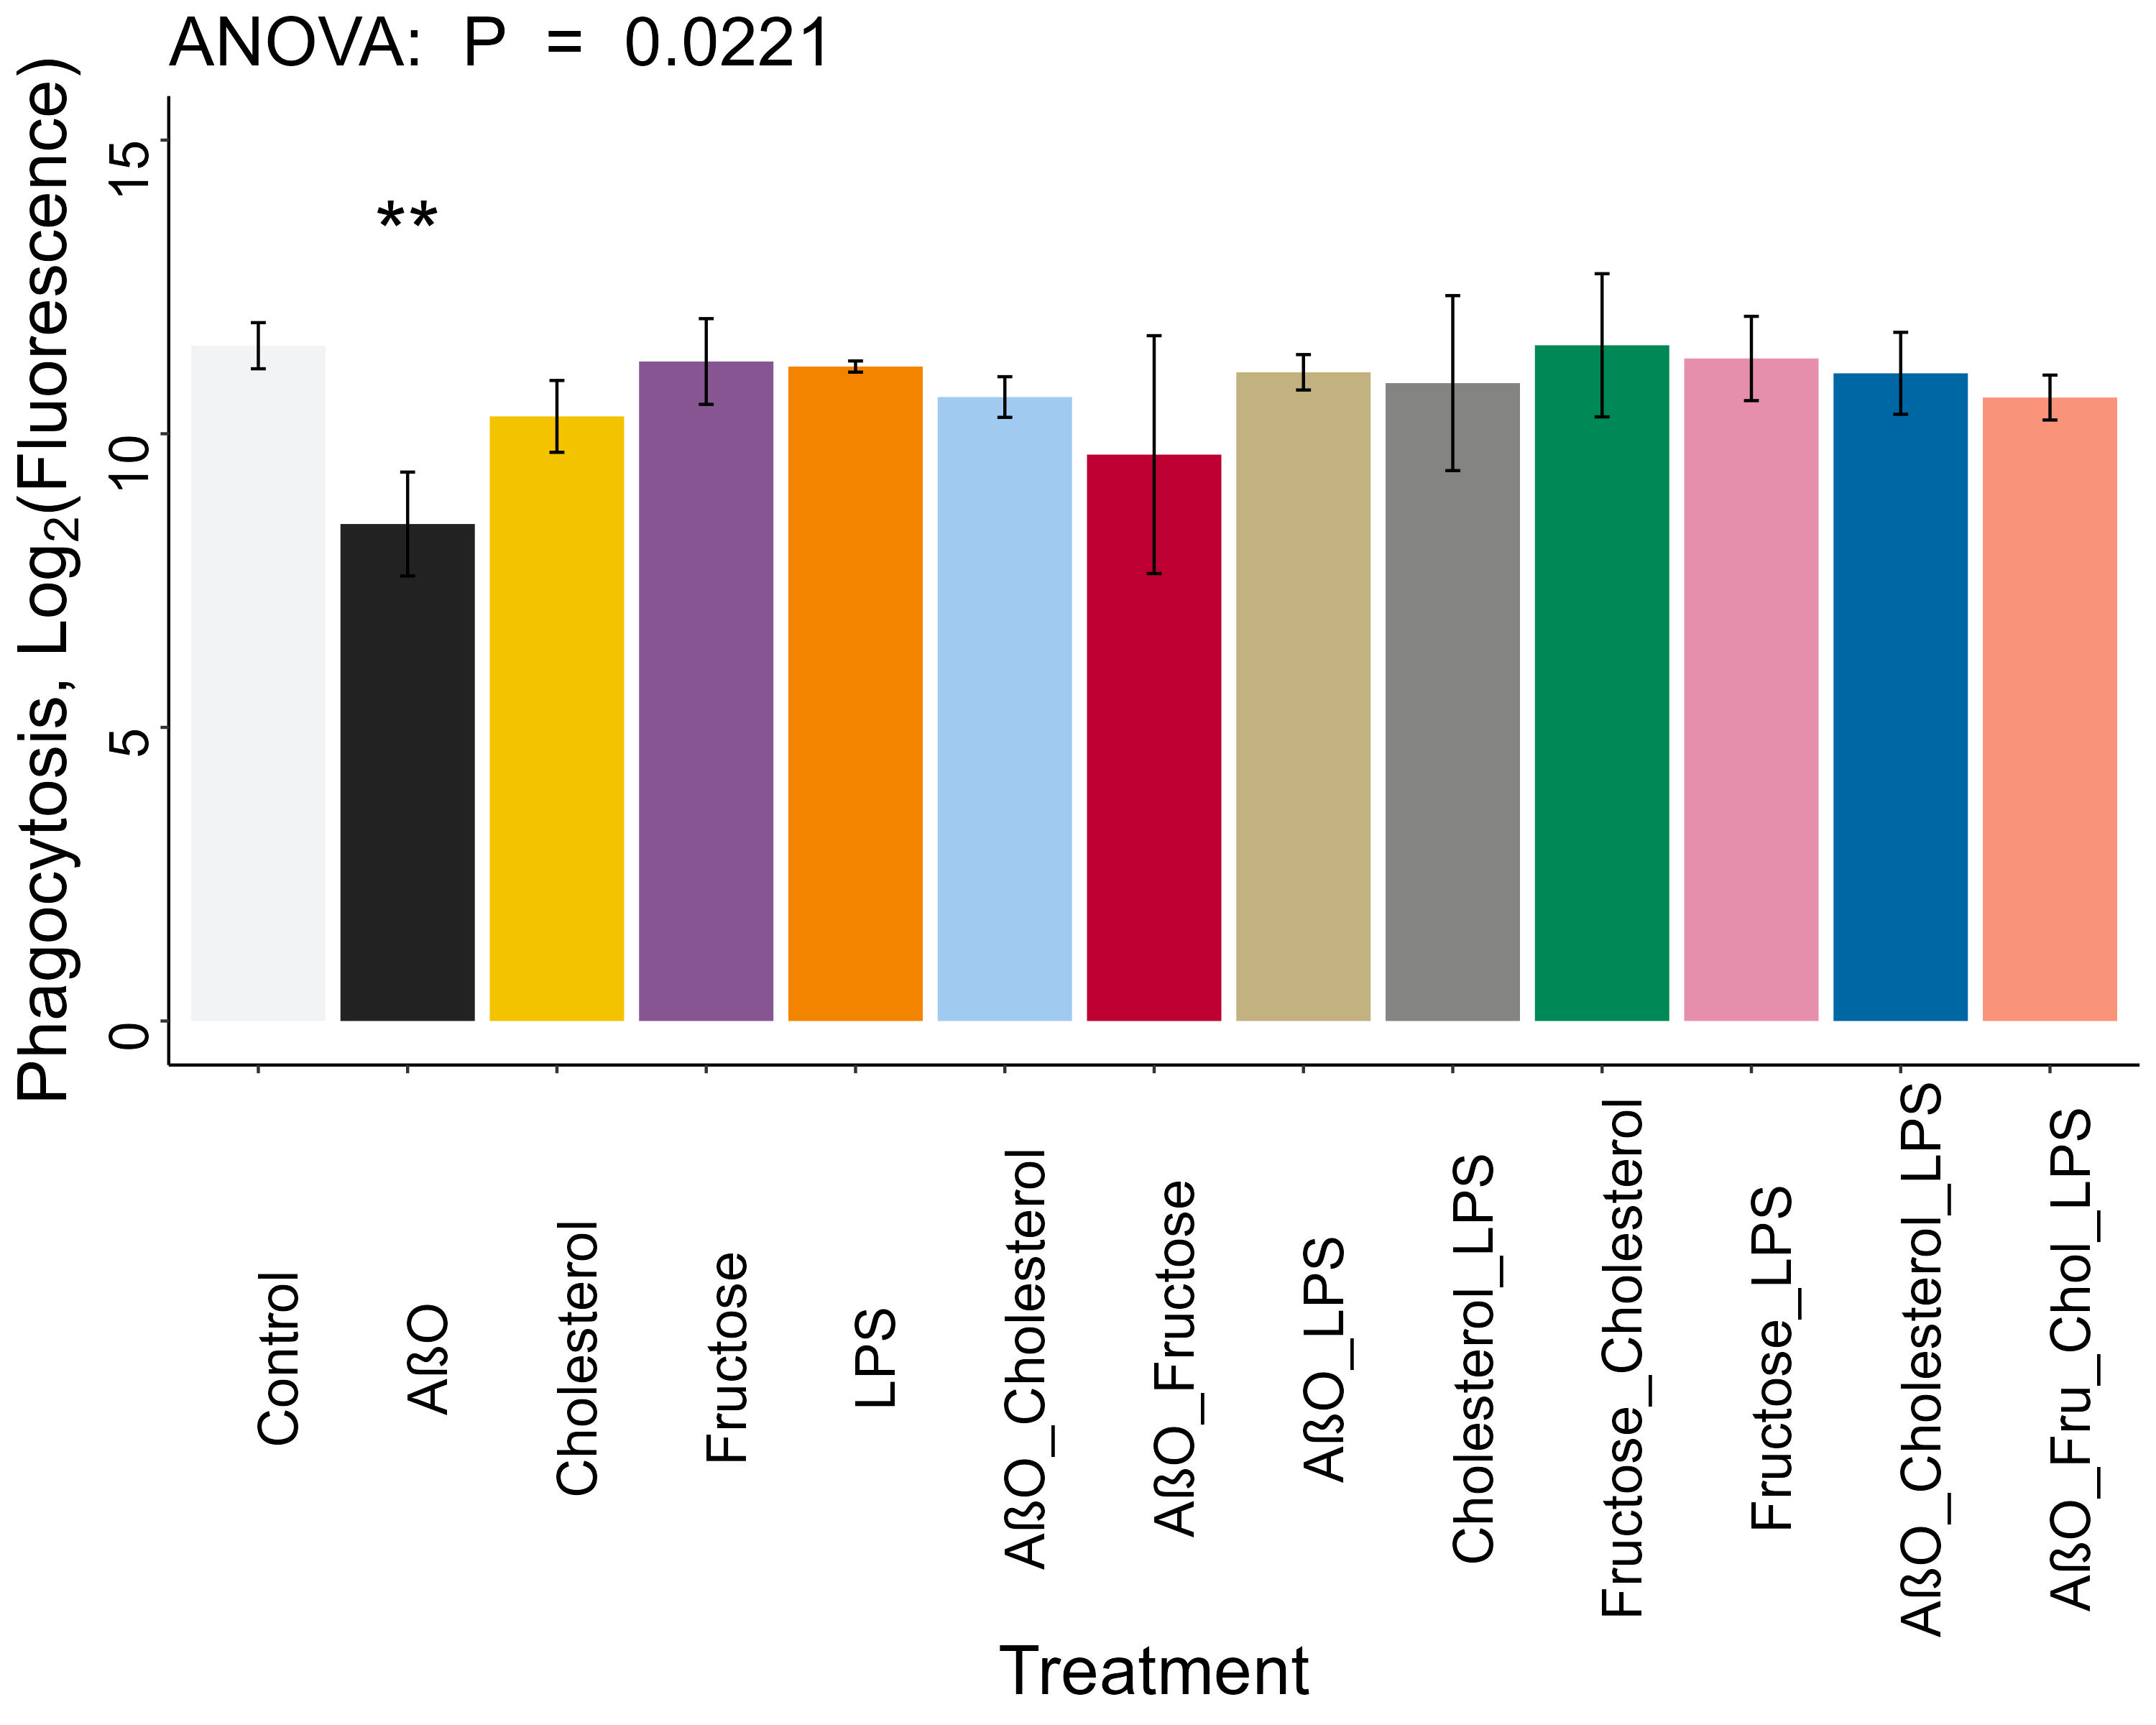 ANOVA: P = 0.0221
Phagocytosis, Log₂(Fluorescence)
15
10
5
0
**
Control
AßO
Cholesterol
Fructose
LPS
AßO_Cholesterol
AßO_Fructose
AßO_LPS
Cholesterol_LPS
Fructose_Cholesterol
Fructose_LPS
AßO_Cholesterol_LPS
AßO_Fru_Chol_LPS
Treatment